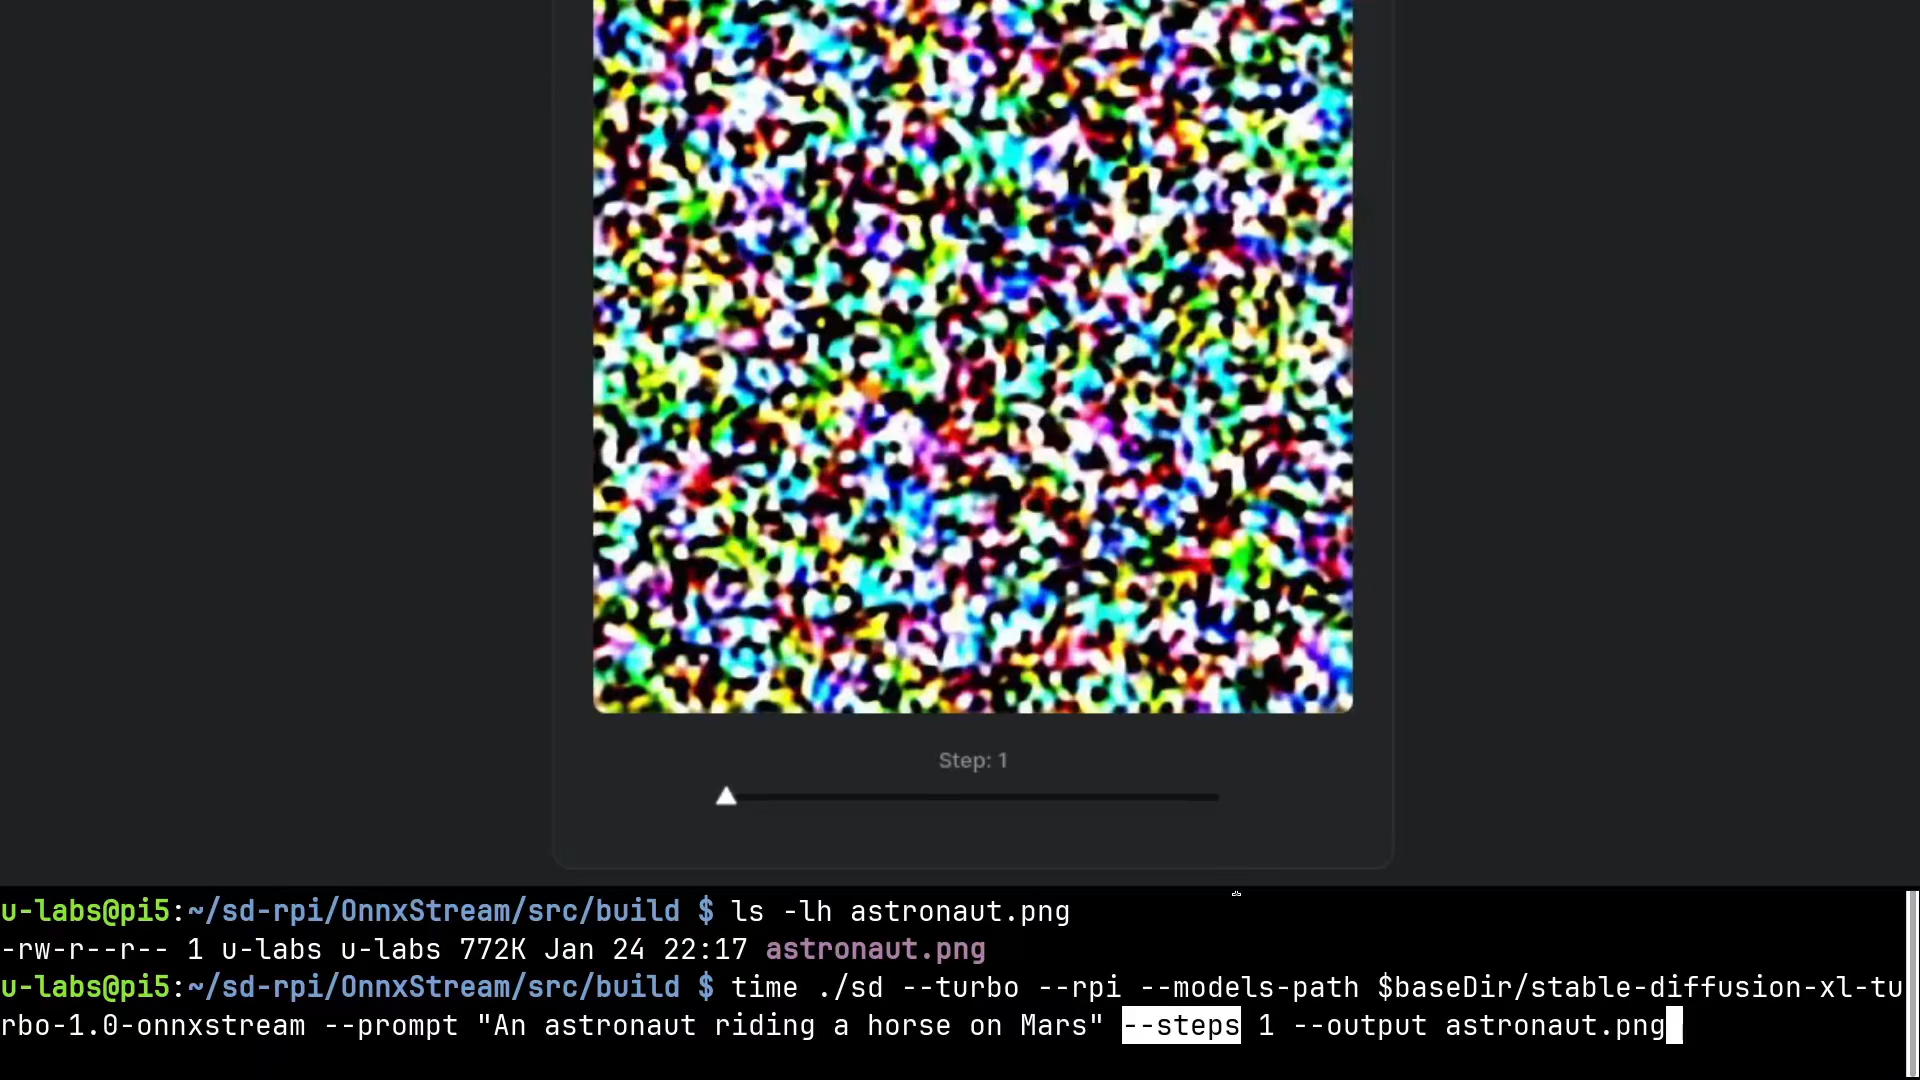 Step: 1
u-labs@pi5:~/sd-rpi/OnnxStream/src/build $ ls -lh astronaut.png
-rw-r--r-- 1 u-labs u-labs 772K Jan 24 22:17 astronaut.png
u-labs@pi5:~/sd-rpi/OnnxStream/src/build $ time ./sd --turbo --rpi --models-path $baseDir/stable-diffusion-xl-tu
rbo-1.0-onnxstream --prompt "An astronaut riding a horse on Mars" --steps 1 --output astronaut.png